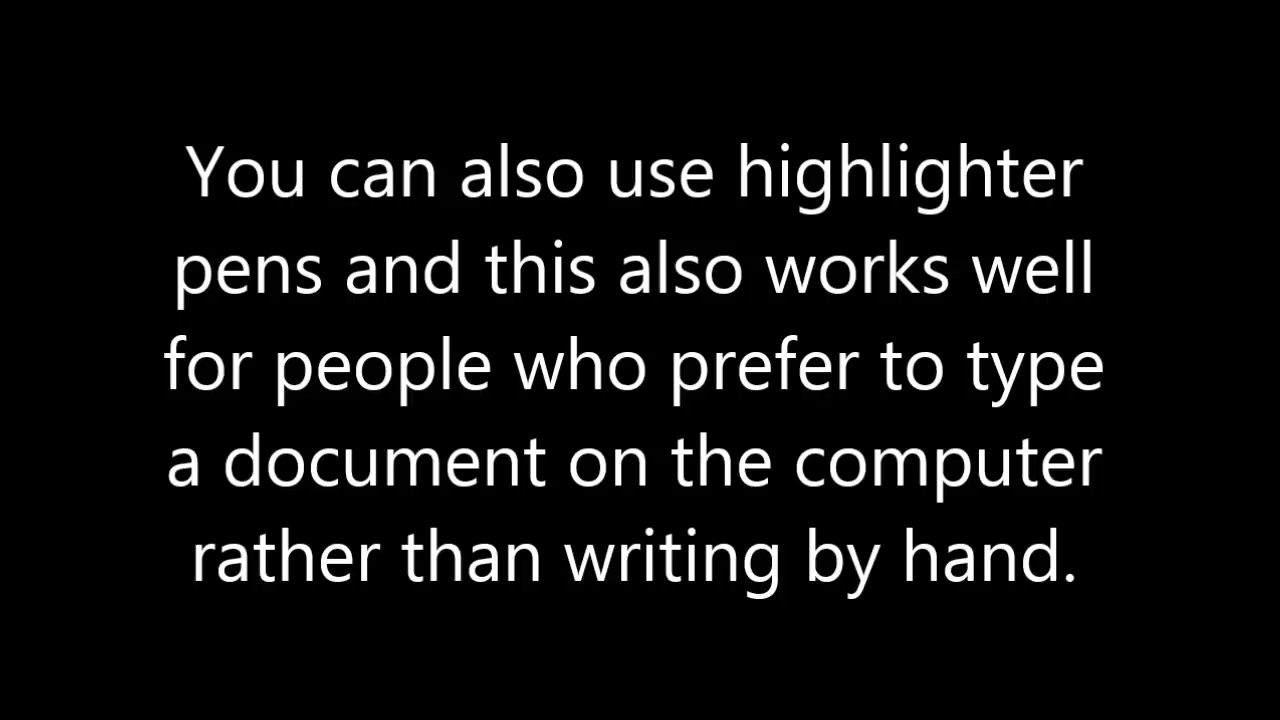 You can also use highlighter
pens and this also works well
for people who prefer to type
a document on the computer
rather than writing by hand.